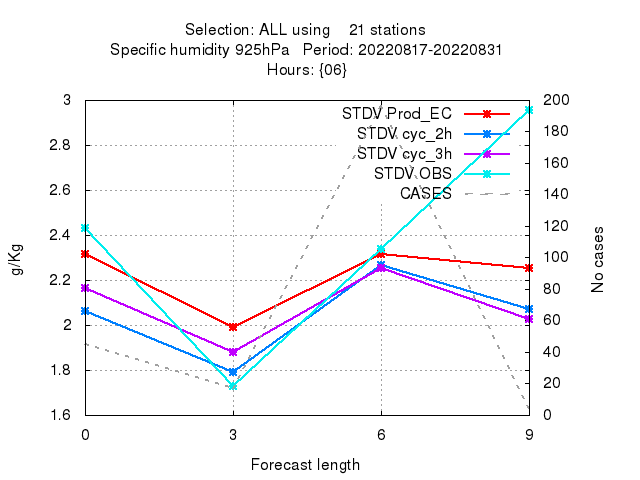 Selection: ALL using    21 stations
Specific humidity 925hPa   Period: 20220817-20220831
Hours: {06}
3
2.8
2.6
2.4
2.2
2
1.8
1.6
g/Kg
STDV Prod_EC
STDV cyc_2h
STDV cyc_3h
STDV OBS
CASES
200
180
160
140
120
100
80
60
40
20
0
No cases
0 3 6 9
Forecast length